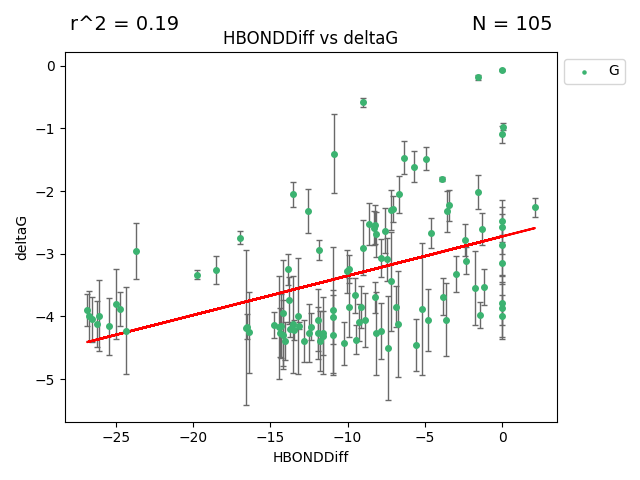 r^2 = 0.19
N = 105
HBONDDiff vs deltaG
G
deltaG
0
−1
−2
−3
−4
−5
−25
−20
−15
−10
−5
0
HBONDDiff